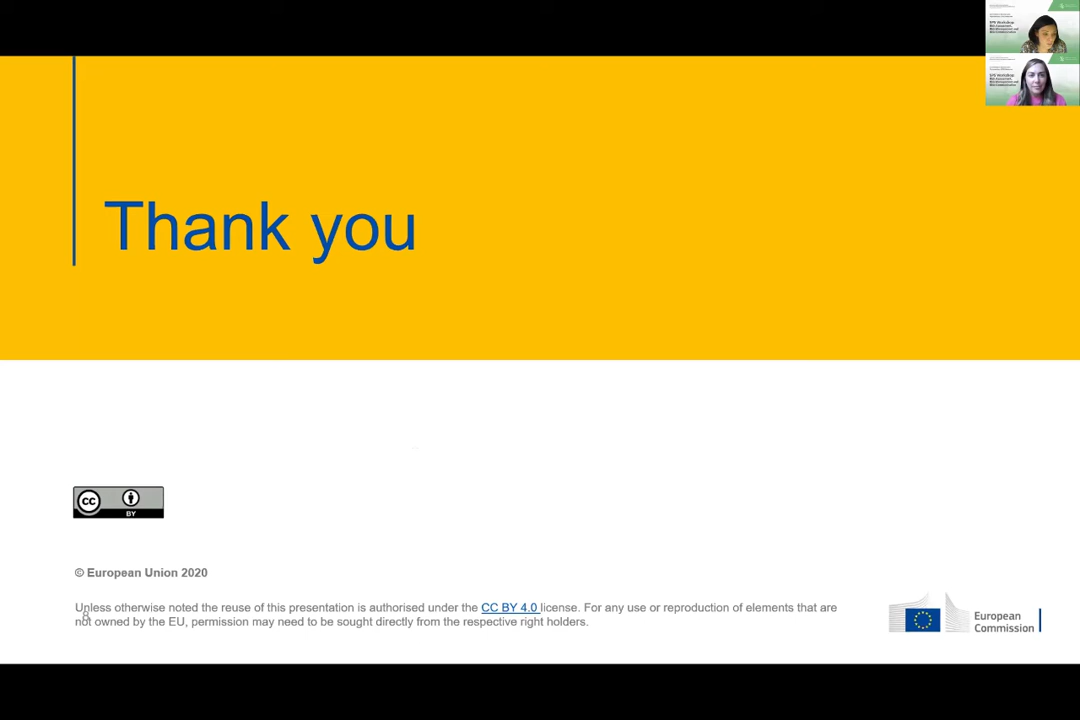 Thank you
CC
BY
© European Union 2020
Unless otherwise noted the reuse of this presentation is authorised under the CC BY 4.0 license. For any use or reproduction of elements that are
not owned by the EU, permission may need to be sought directly from the respective right holders.
8
European
Commission